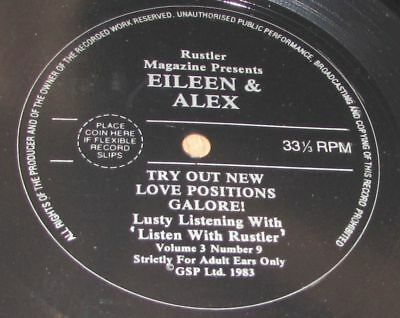 ALL RIGHTS OF THE PRODUCER AND OF THE OWNER OF THE RECORDED WORK RESERVED. UNAUTHORISED PUBLIC PERFORMANCE, BROADCASTING AND COPYING OF THIS RECORD PROHIBITED
Rustler
Magazine Presents
EILEEN &
ALEX
PLACE
COIN HERE
IF FLEXIBLE
RECORD
SLIPS
33⅓ RPM
TRY OUT NEW
LOVE POSITIONS
GALORE!
Lusty Listening With
‘Listen With Rustler’
Volume 3 Number 9
Strictly For Adult Ears Only
©GSP Ltd. 1983